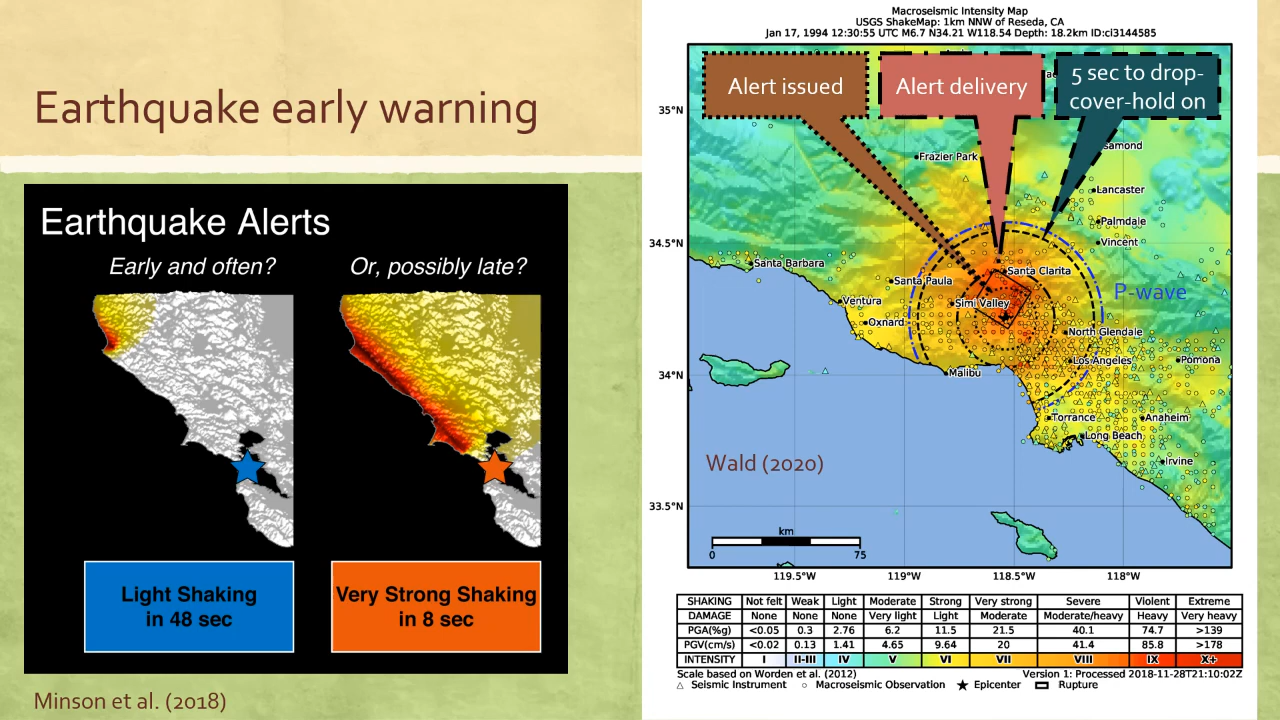 Earthquake early warning
Earthquake Alerts
Early and often?
Or, possibly late?
Light Shaking
in 48 sec
Very Strong Shaking
in 8 sec
Minson et al. (2018)
Macroseismic Intensity Map
USGS ShakeMap: 1km NNW of Reseda, CA
Jan 17, 1994 12:30:55 UTC M6.7 N34.21 W118.54 Depth: 18.2km ID:ci3144585
Alert issued
Alert delivery
5 sec to drop-
cover-hold on
35°N
34.5°N
34°N
33.5°N
Frazier Park
Lancaster
Palmdale
Vincent
Santa Barbara
Santa Clarita
Santa Paula
P-wave
Ventura
Simi Valley
Oxnard
North Glendale
Los Angeles
Pomona
Malibu
Torrance
Anaheim
Long Beach
Irvine
Wald (2020)
km
0 75
119.5°W 119°W 118.5°W 118°W
SHAKING Not felt Weak Light Moderate Strong Very strong Severe Violent Extreme
DAMAGE None None None Very light Light Moderate Moderate/heavy Heavy Very heavy
PGA(%g) <0.05 0.3 2.76 6.2 11.5 21.5 40.1 74.7 >139
PGV(cm/s) <0.02 0.13 1.41 4.65 9.64 20 41.4 85.8 >178
INTENSITY I II-III IV V VI VII VIII IX X+
Scale based on Worden et al. (2012) Version 1: Processed 2018-11-28T21:10:02Z
△ Seismic Instrument ○ Macroseismic Observation ★ Epicenter ▭ Rupture